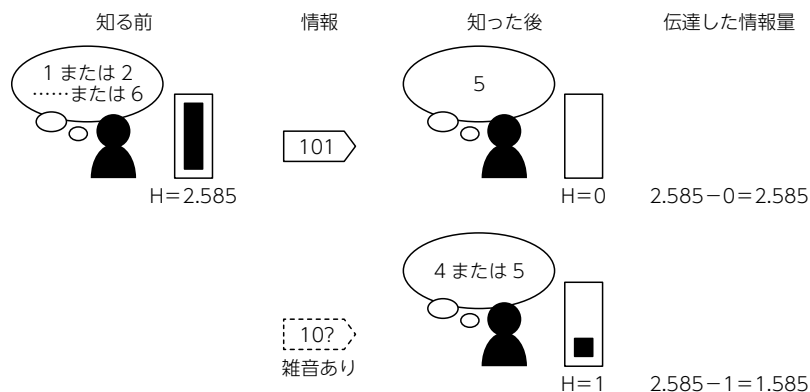 知る前
情報
知った後
伝達した情報量
1 または 2
……または 6
H=2.585
101
5
H=0
2.585−0=2.585
10?
雑音あり
4 または 5
H=1
2.585−1=1.585